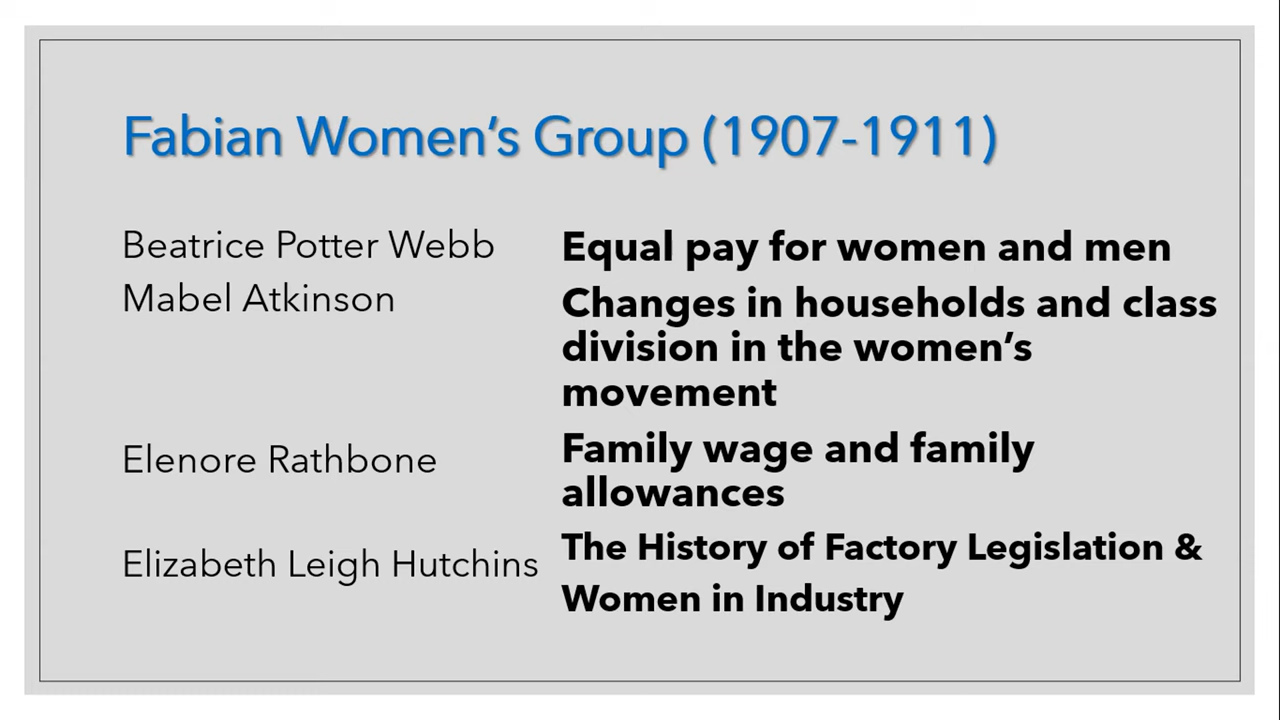 Fabian Women’s Group (1907-1911)
Beatrice Potter Webb
Equal pay for women and men
Mabel Atkinson
Changes in households and class
division in the women’s
movement
Elenore Rathbone
Family wage and family
allowances
Elizabeth Leigh Hutchins
The History of Factory Legislation &
Women in Industry